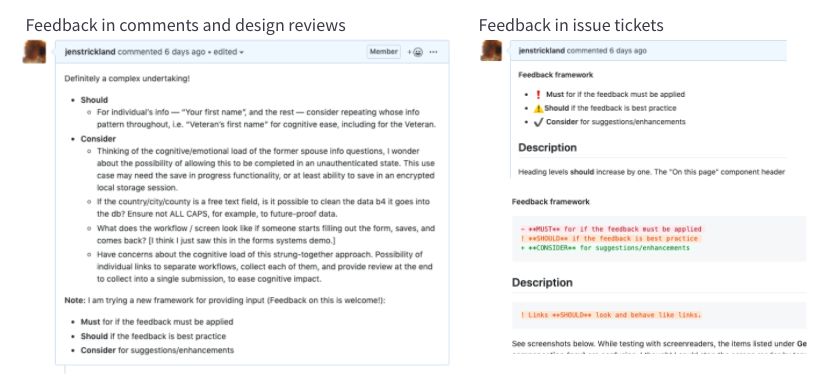 Feedback in comments and design reviews
jenstrickland commented 6 days ago • edited
Member
Definitely a complex undertaking!
• Should
◦ For individual's info — "Your first name", and the rest — consider repeating whose info
pattern throughout, i.e. "Veteran's first name" for cognitive ease, including for the Veteran.
• Consider
◦ Thinking of the cognitive/emotional load of the former spouse info questions, I wonder
about the possibility of allowing this to be completed in an unauthenticated state. This use
case may need the save in progress functionality, or at least ability to save in an encrypted
local storage session.
◦ If the country/city/county is a free text field, is it possible to clean the data b4 it goes into
the db? Ensure not ALL CAPS, for example, to future-proof data.
◦ What does the workflow / screen look like if someone starts filling out the form, saves, and
comes back? [I think I just saw this in the forms systems demo.]
◦ Have concerns about the cognitive load of this strung-together approach. Possibility of
individual links to separate workflows, collect each of them, and provide review at the end
to collect into a single submission, to ease cognitive impact.
Note: I am trying a new framework for providing input (Feedback on this is welcome!):
• Must for if the feedback must be applied
• Should if the feedback is best practice
• Consider for suggestions/enhancements
Feedback in issue tickets
jenstrickland commented 6 days ago
Feedback framework
• ❗ Must for if the feedback must be applied
• ⚠️Should if the feedback is best practice
• ✔️ Consider for suggestions/enhancements
Description
Heading levels should increase by one. The "On this page" component header
Feedback framework
- **MUST** for if the feedback must be applied
! **SHOULD** if the feedback is best practice
+ **CONSIDER** for suggestions/enhancements
Description
! Links **SHOULD** look and behave like links.
See screenshots below. While testing with screenreaders, the items listed under Ge